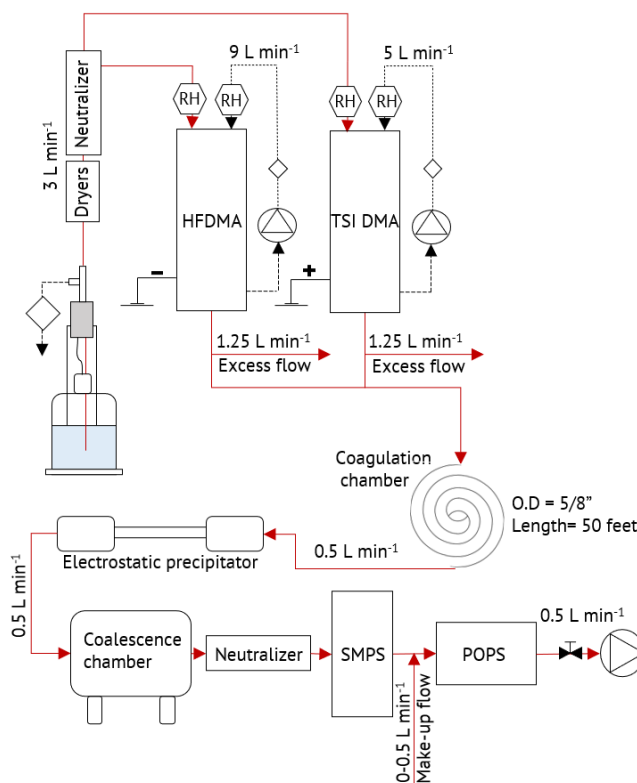 9 L min⁻¹
5 L min⁻¹
Neutralizer
3 L min⁻¹
Dryers
RH
RH
RH
RH
HFDMA
TSI DMA
-
+
1.25 L min⁻¹
Excess flow
1.25 L min⁻¹
Excess flow
Coagulation
chamber
O.D = 5/8”
Length= 50 feet
0.5 L min⁻¹
Electrostatic precipitator
0.5 L min⁻¹
Coalescence
chamber
Neutralizer
SMPS
POPS
0.5 L min⁻¹
0-0.5 L min⁻¹
Make-up flow